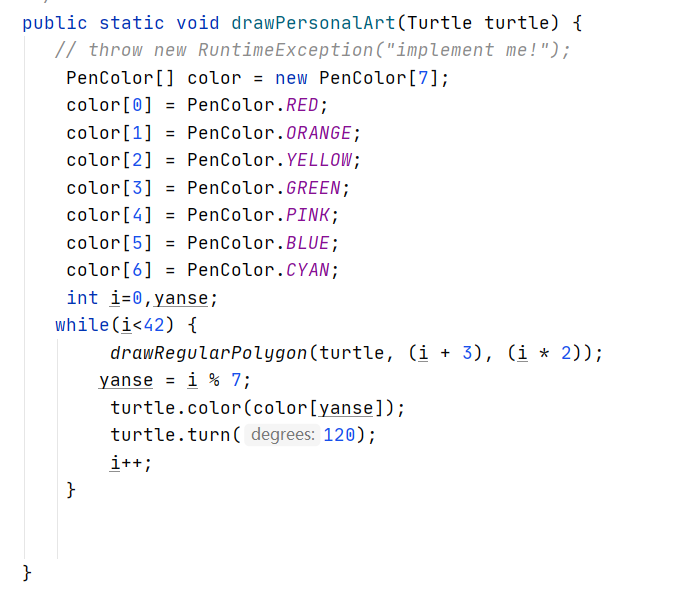 public static void drawPersonalArt(Turtle turtle) {
// throw new RuntimeException("implement me!");
PenColor[] color = new PenColor[7];
color[0] = PenColor.RED;
color[1] = PenColor.ORANGE;
color[2] = PenColor.YELLOW;
color[3] = PenColor.GREEN;
color[4] = PenColor.PINK;
color[5] = PenColor.BLUE;
color[6] = PenColor.CYAN;
int i=0,yanse;
while(i<42) {
drawRegularPolygon(turtle, (i + 3), (i * 2));
yanse = i % 7;
turtle.color(color[yanse]);
turtle.turn( degrees: 120);
i++;
}
}